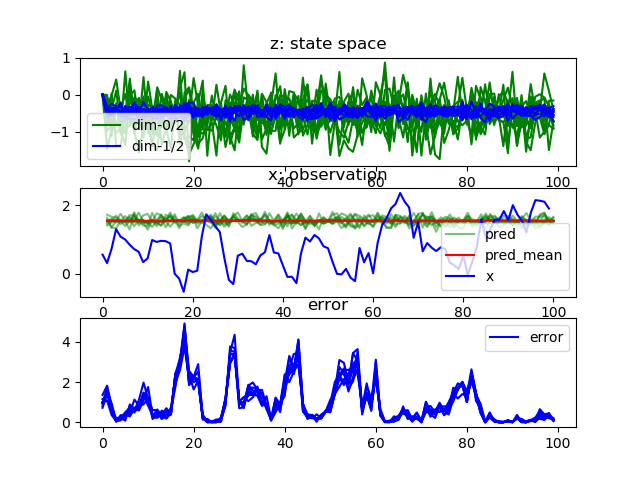 z: state space
1
0
−1
dim-0/2
dim-1/2
0 20 40 60 80 100
x: observation
2
0
pred
pred_mean
x
0 20 40 60 80 100
error
4
2
0
error
0 20 40 60 80 100